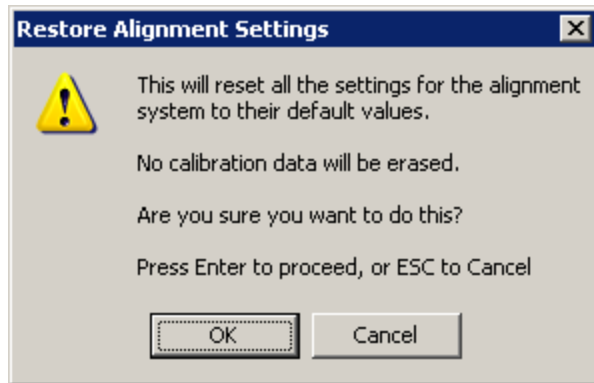 Restore Alignment Settings
This will reset all the settings for the alignment
system to their default values.
No calibration data will be erased.
Are you sure you want to do this?
Press Enter to proceed, or ESC to Cancel
OK
Cancel